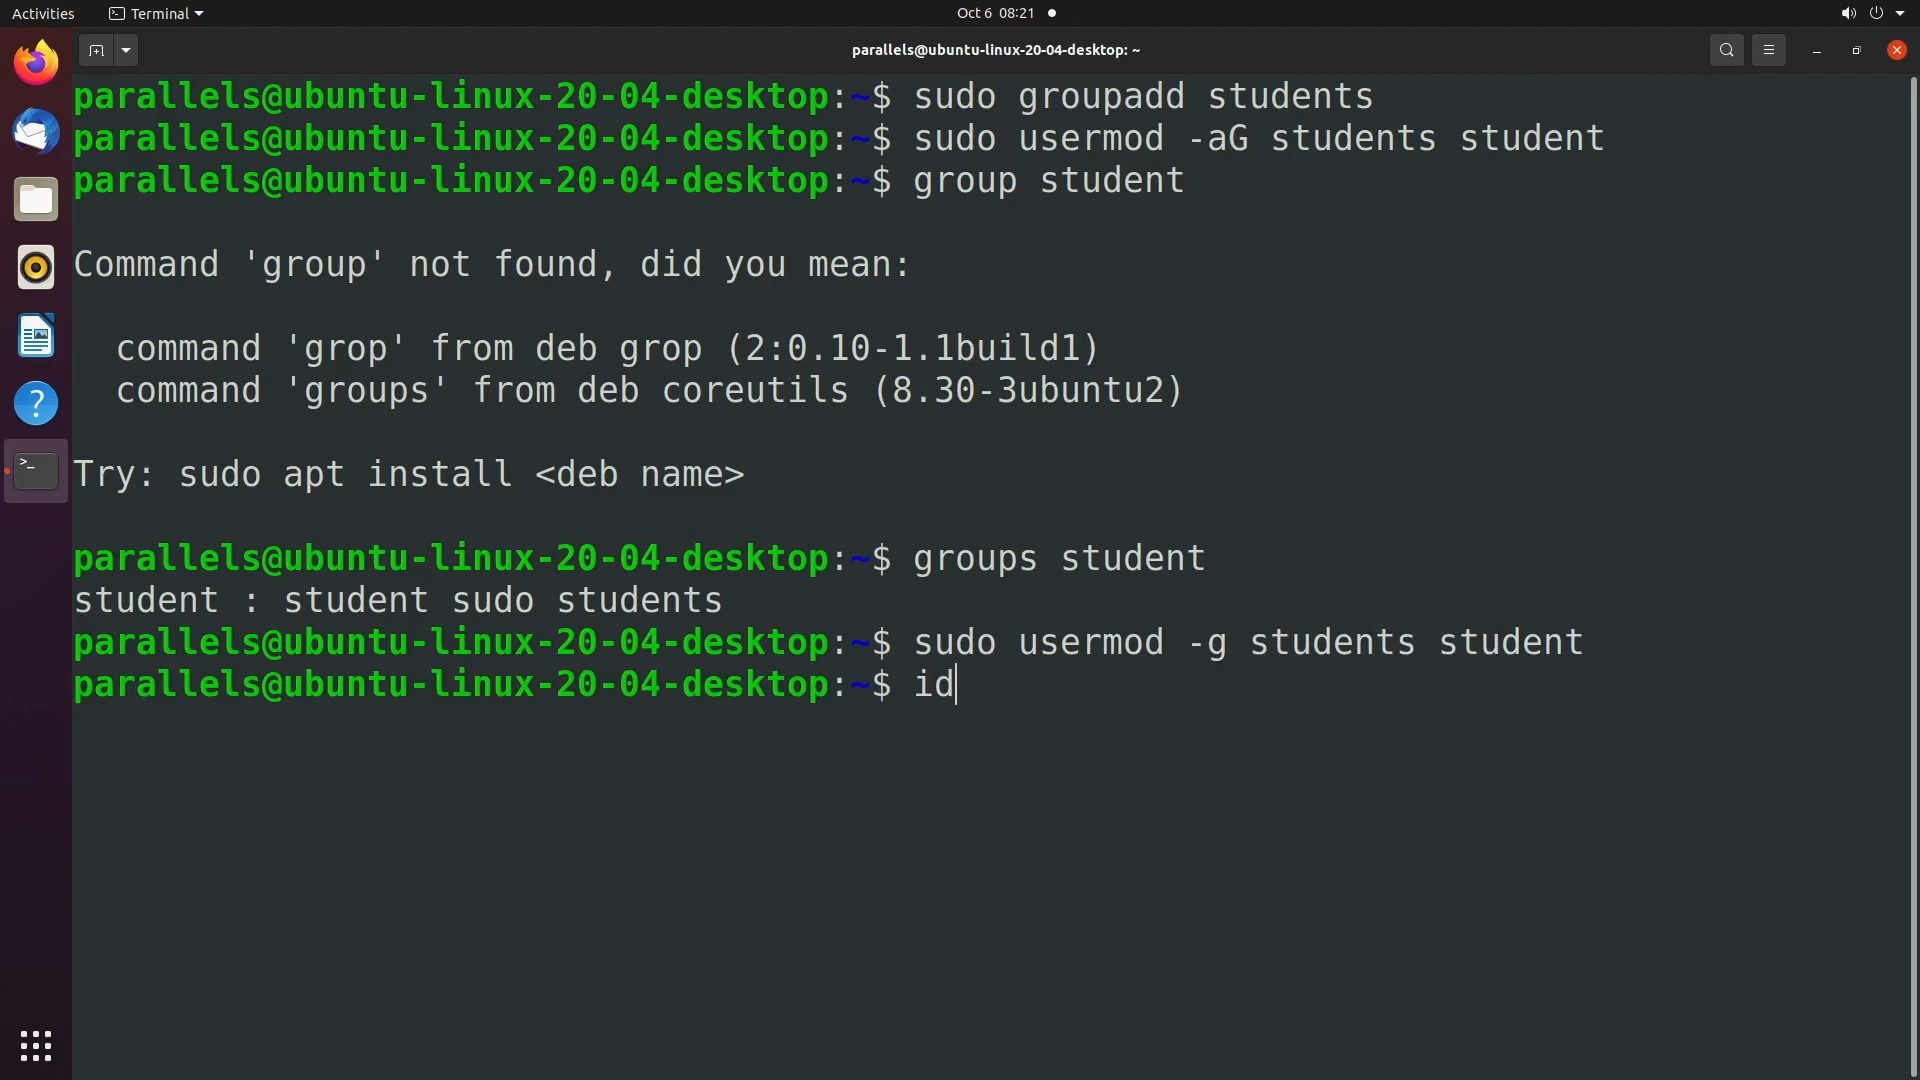 Activities Terminal Oct 6 08:21
parallels@ubuntu-linux-20-04-desktop: ~
parallels@ubuntu-linux-20-04-desktop:~$ sudo groupadd students
parallels@ubuntu-linux-20-04-desktop:~$ sudo usermod -aG students student
parallels@ubuntu-linux-20-04-desktop:~$ group student
Command 'group' not found, did you mean:
command 'grop' from deb grop (2:0.10-1.1build1)
command 'groups' from deb coreutils (8.30-3ubuntu2)
Try: sudo apt install <deb name>
parallels@ubuntu-linux-20-04-desktop:~$ groups student
student : student sudo students
parallels@ubuntu-linux-20-04-desktop:~$ sudo usermod -g students student
parallels@ubuntu-linux-20-04-desktop:~$ id